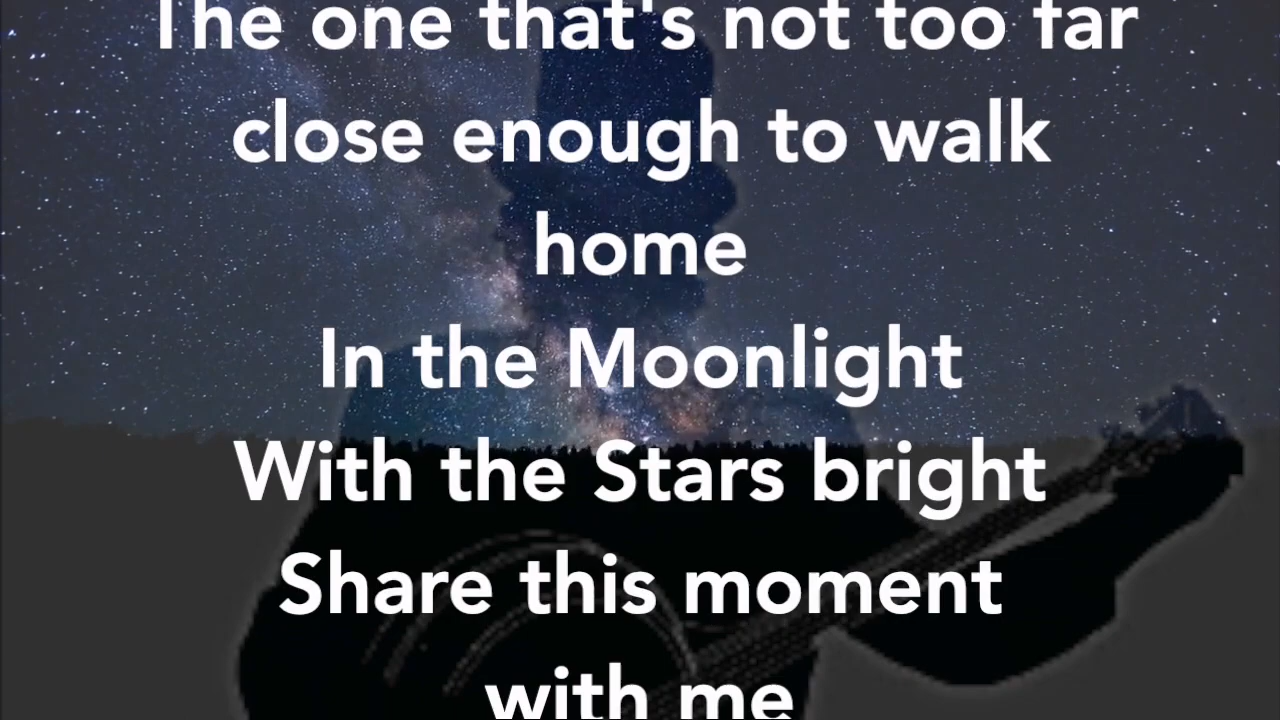 The one that's not too far
close enough to walk
home
In the Moonlight
With the Stars bright
Share this moment
with me